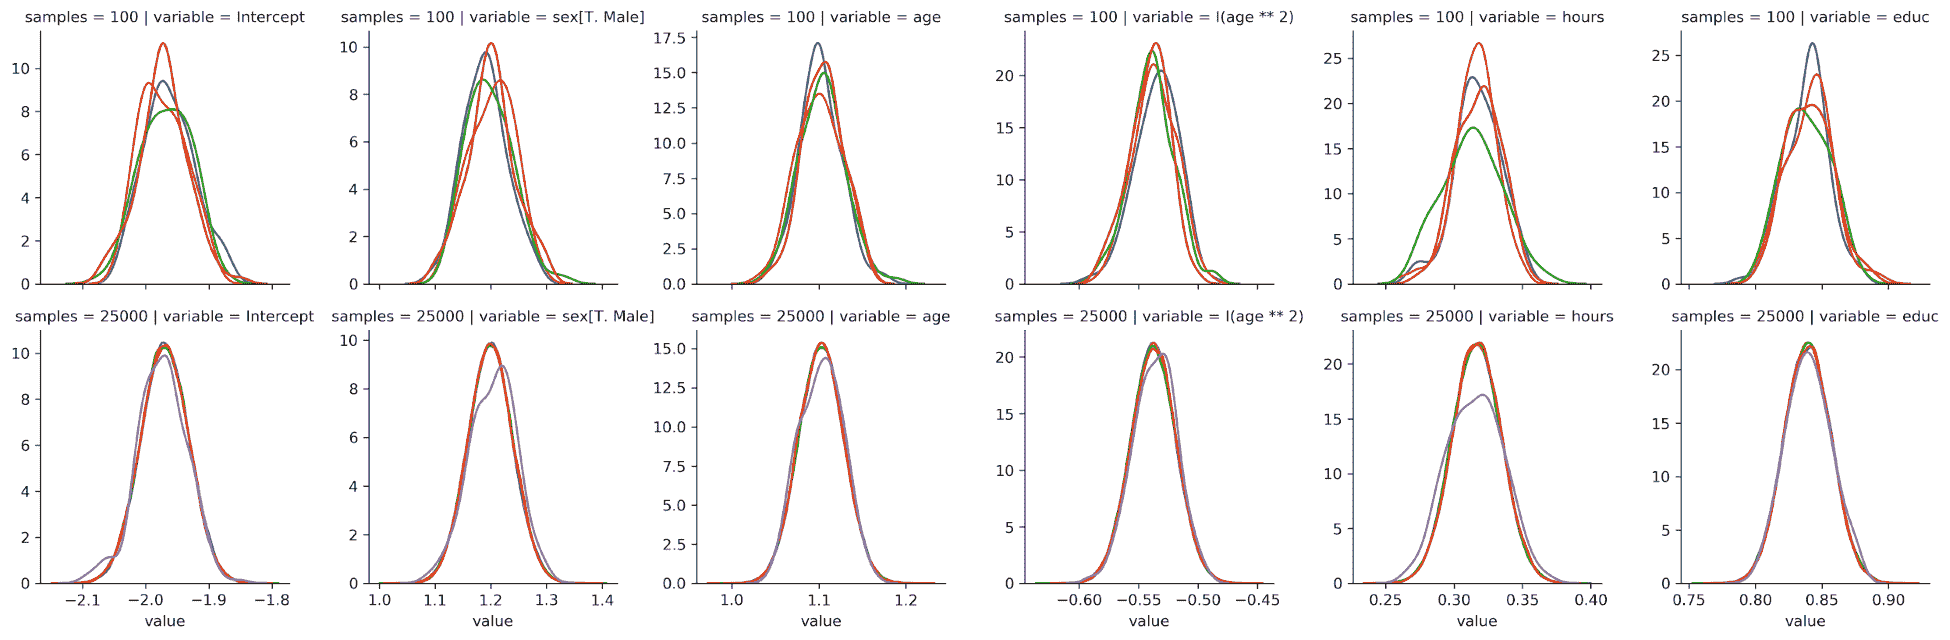 samples = 100 | variable = Intercept
samples = 100 | variable = sex[T. Male]
samples = 100 | variable = age
samples = 100 | variable = I(age ** 2)
samples = 100 | variable = hours
samples = 100 | variable = educ
10
8
6
4
2
0
10
8
6
4
2
0
17.5
15.0
12.5
10.0
7.5
5.0
2.5
0.0
20
15
10
5
0
25
20
15
10
5
0
25
20
15
10
5
0
samples = 25000 | variable = Intercept
samples = 25000 | variable = sex[T. Male]
samples = 25000 | variable = age
samples = 25000 | variable = I(age ** 2)
samples = 25000 | variable = hours
samples = 25000 | variable = educ
10
8
6
4
2
0
−2.1 −2.0 −1.9 −1.8
value
10
8
6
4
2
0
1.0 1.1 1.2 1.3 1.4
value
15.0
12.5
10.0
7.5
5.0
2.5
0.0
1.0 1.1 1.2
value
20
15
10
5
0
−0.60 −0.55 −0.50 −0.45
value
20
15
10
5
0
0.25 0.30 0.35 0.40
value
20
15
10
5
0
0.75 0.80 0.85 0.90
value